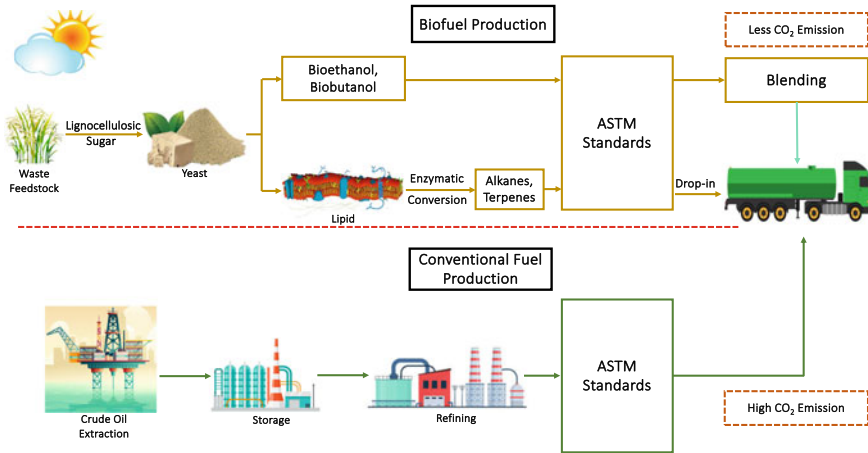 Biofuel Production
Less CO₂ Emission
Bioethanol,
Biobutanol
Blending
Lignocellulosic
Sugar
ASTM
Standards
Waste
Feedstock
Yeast
Enzymatic
Conversion
Alkanes,
Terpenes
Drop-in
Lipid
Conventional Fuel
Production
ASTM
Standards
Crude Oil
Extraction
Storage
Refining
High CO₂ Emission